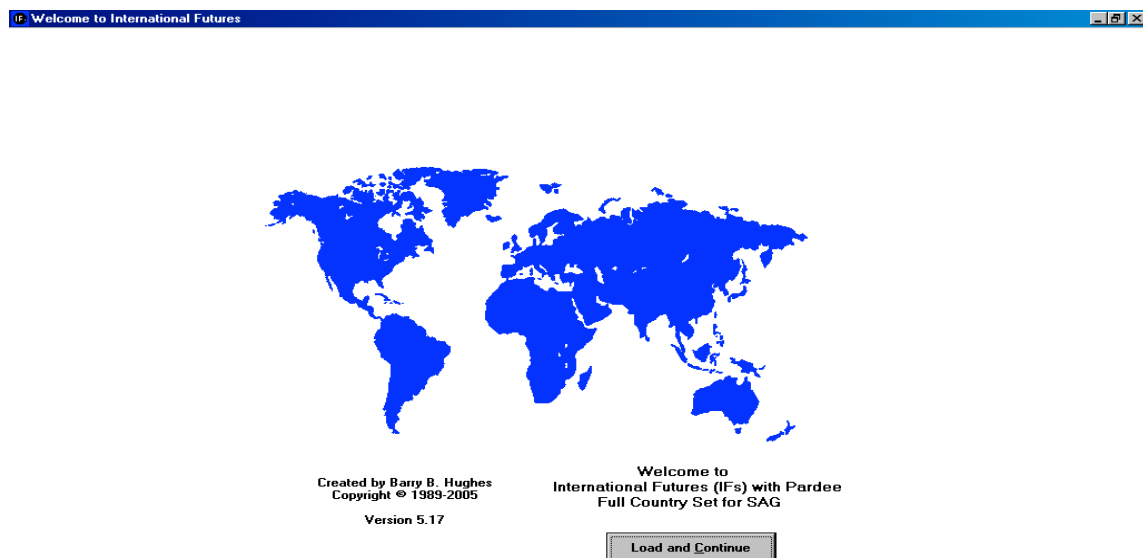 IFs Welcome to International Futures
Created by Barry B. Hughes
Copyright © 1989-2005
Version 5.17
Welcome to
International Futures (IFs) with Pardee
Full Country Set for SAG
Load and Continue